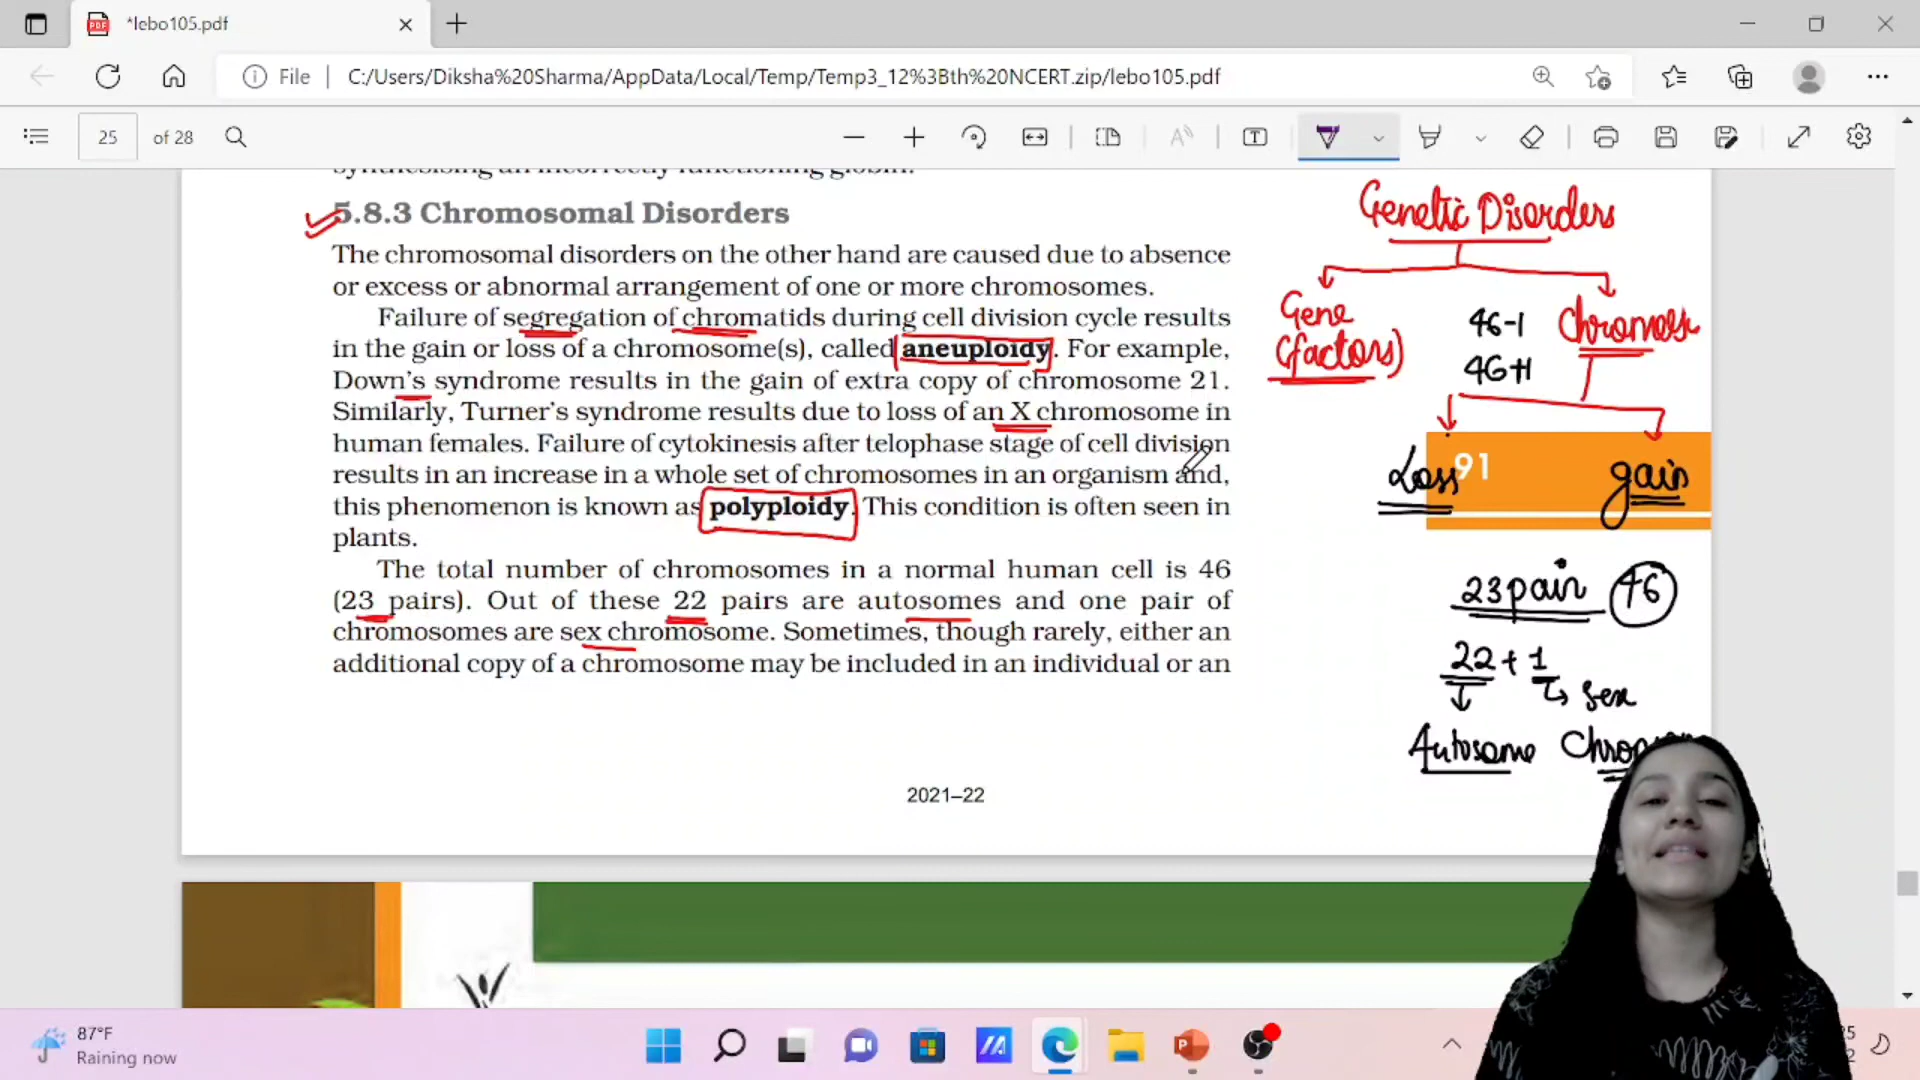 *lebo105.pdf
File
C:/Users/Diksha%20Sharma/AppData/Local/Temp/Temp3_12%3Bth%20NCERT.zip/lebo105.pdf
25 of 28
5.8.3 Chromosomal Disorders
The chromosomal disorders on the other hand are caused due to absence
or excess or abnormal arrangement of one or more chromosomes.
Failure of segregation of chromatids during cell division cycle results
in the gain or loss of a chromosome(s), called aneuploidy. For example,
Down's syndrome results in the gain of extra copy of chromosome 21.
Similarly, Turner's syndrome results due to loss of an X chromosome in
human females. Failure of cytokinesis after telophase stage of cell division
results in an increase in a whole set of chromosomes in an organism and,
this phenomenon is known as polyploidy. This condition is often seen in
plants.
The total number of chromosomes in a normal human cell is 46
(23 pairs). Out of these 22 pairs are autosomes and one pair of
chromosomes are sex chromosome. Sometimes, though rarely, either an
additional copy of a chromosome may be included in an individual or an
2021–22
Genetic Disorders
Gene
(factors)
46-1
46+1
Loss
91
gain
23 pair 46
22 + 1
Sex
Autosome
87°F
Raining now